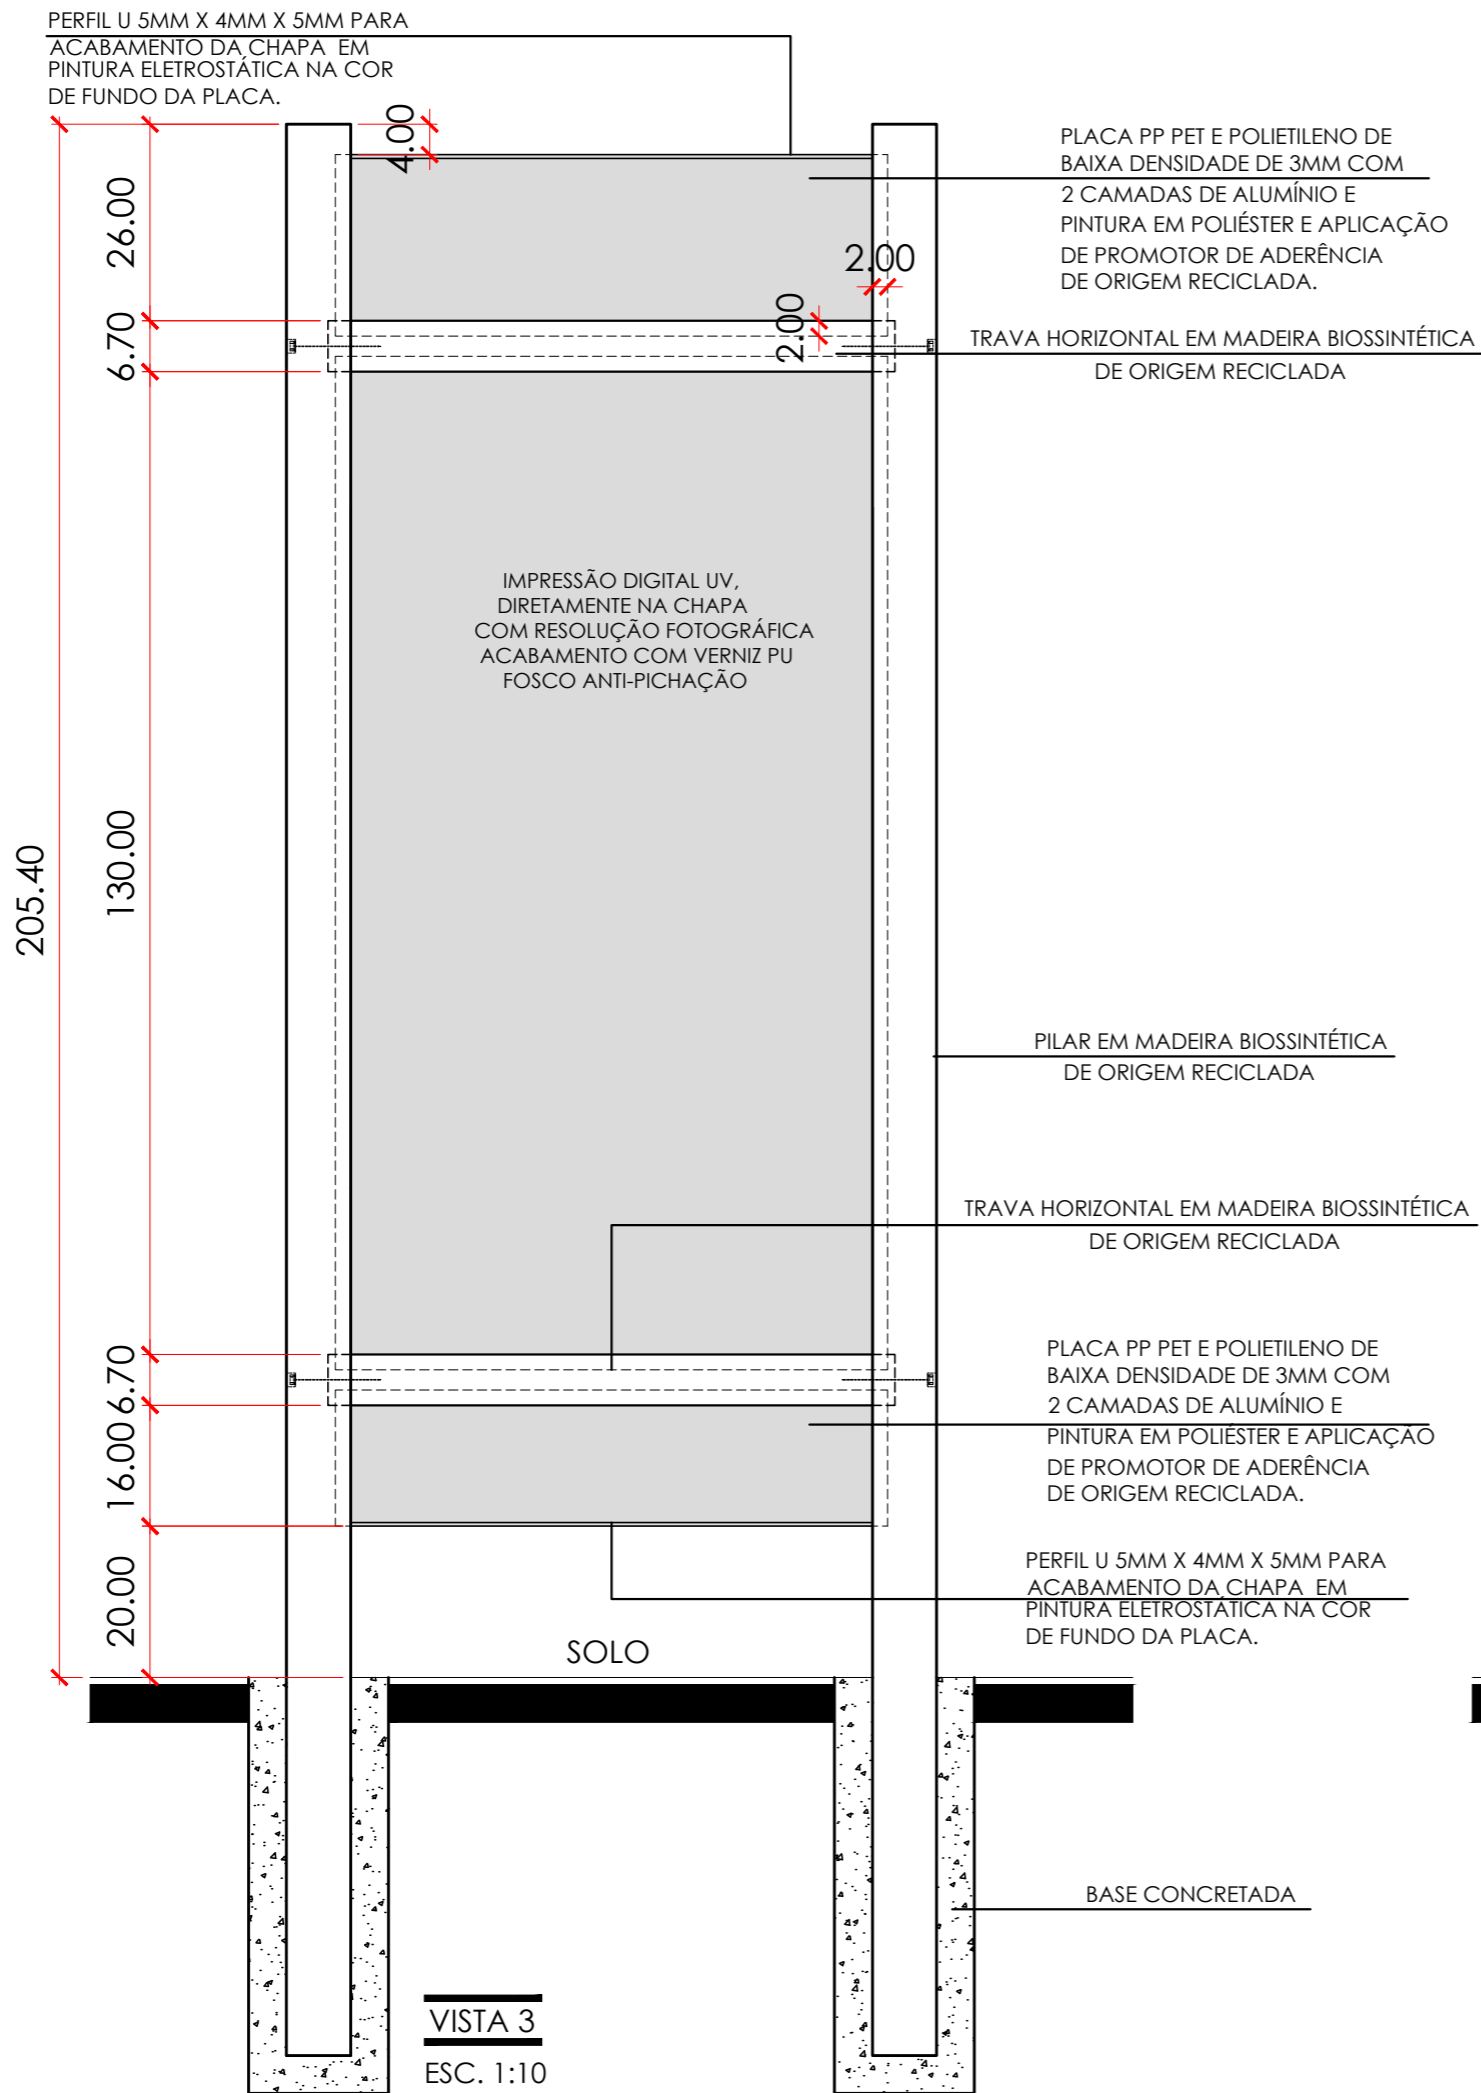 PERFIL U 5MM X 4MM X 5MM PARA
ACABAMENTO DA CHAPA EM
PINTURA ELETROSTÁTICA NA COR
DE FUNDO DA PLACA.
4.00
26.00
6.70
130.00
205.40
6.70
16.00
20.00
2.00
2.00
PLACA PP PET E POLIETILENO DE
BAIXA DENSIDADE DE 3MM COM
2 CAMADAS DE ALUMÍNIO E
PINTURA EM POLIÉSTER E APLICAÇÃO
DE PROMOTOR DE ADERÊNCIA
DE ORIGEM RECICLADA.
TRAVA HORIZONTAL EM MADEIRA BIOSSINTÉTICA
DE ORIGEM RECICLADA
IMPRESSÃO DIGITAL UV,
DIRETAMENTE NA CHAPA
COM RESOLUÇÃO FOTOGRÁFICA
ACABAMENTO COM VERNIZ PU
FOSCO ANTI-PICHAÇÃO
PILAR EM MADEIRA BIOSSINTÉTICA
DE ORIGEM RECICLADA
TRAVA HORIZONTAL EM MADEIRA BIOSSINTÉTICA
DE ORIGEM RECICLADA
PLACA PP PET E POLIETILENO DE
BAIXA DENSIDADE DE 3MM COM
2 CAMADAS DE ALUMÍNIO E
PINTURA EM POLIÉSTER E APLICAÇÃO
DE PROMOTOR DE ADERÊNCIA
DE ORIGEM RECICLADA.
PERFIL U 5MM X 4MM X 5MM PARA
ACABAMENTO DA CHAPA EM
PINTURA ELETROSTÁTICA NA COR
DE FUNDO DA PLACA.
SOLO
BASE CONCRETADA
VISTA 3
ESC. 1:10